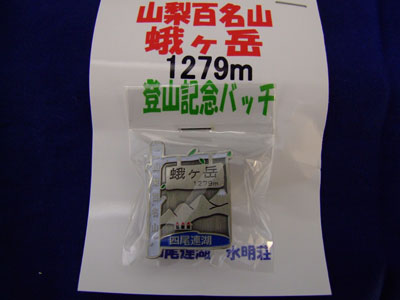 山梨百名山
蛾ヶ岳
1279m
登山記念バッチ
蛾ヶ岳
1279m
四尾連湖
四尾連湖 水明荘